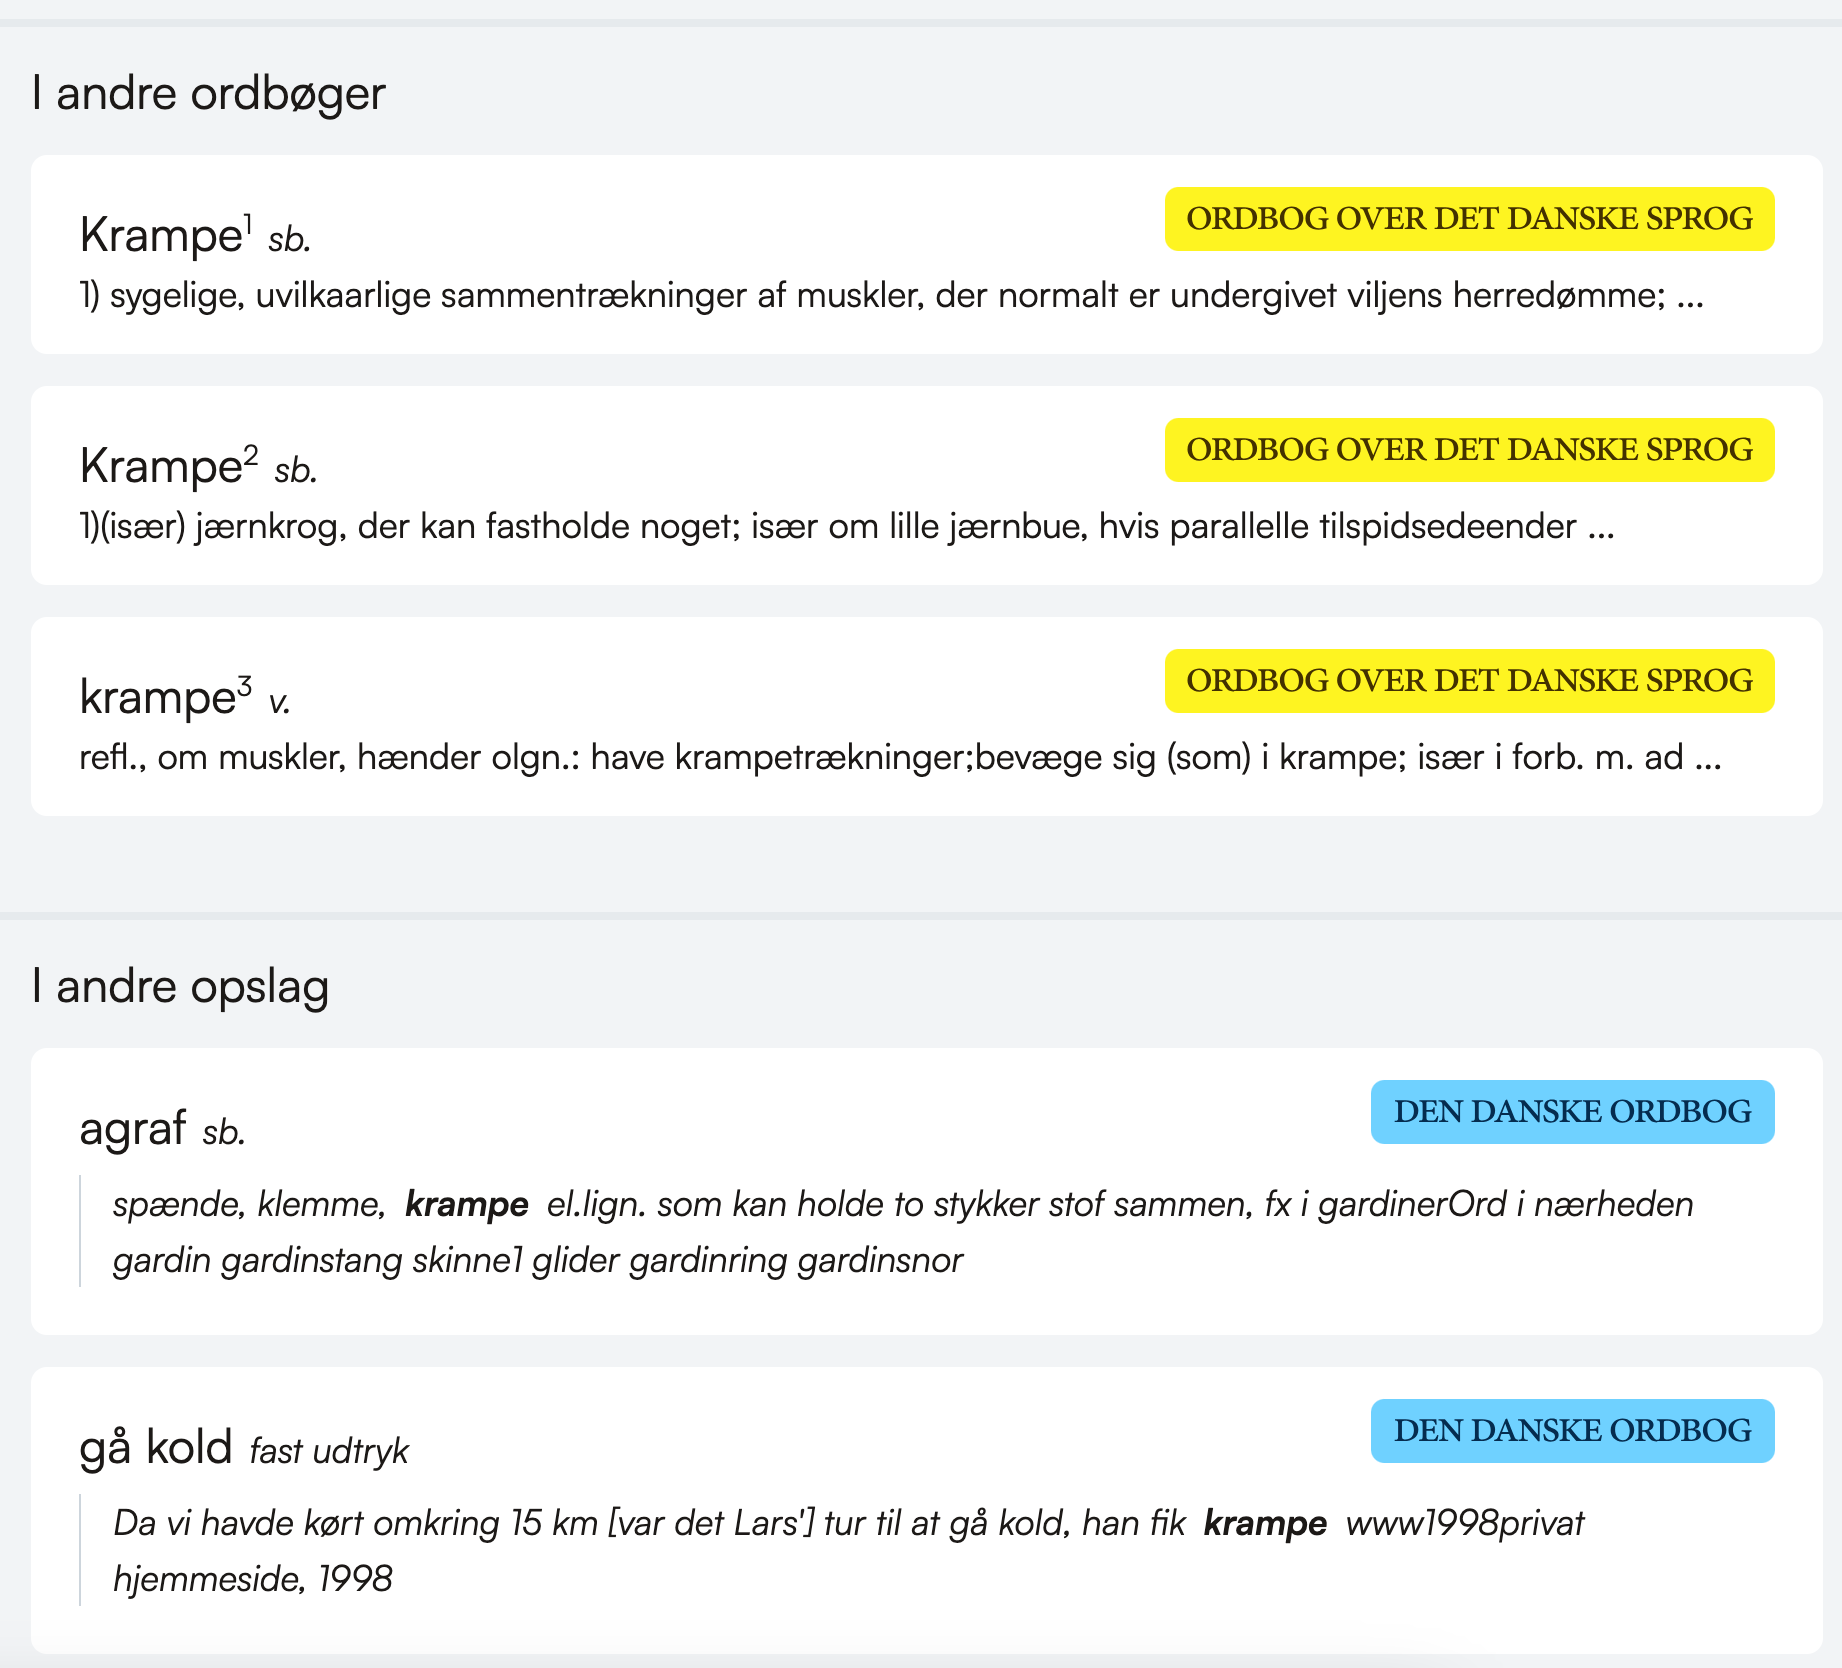 I andre ordbøger
Krampe¹ sb.
ORDBOG OVER DET DANSKE SPROG
1) sygelige, uvilkaarlige sammentrækninger af muskler, der normalt er undergivet viljens herredømme; ...
Krampe² sb.
ORDBOG OVER DET DANSKE SPROG
1)(især) jærnkrog, der kan fastholde noget; især om lille jærnbue, hvis parallelle tilspidsedeender ...
krampe³ v.
ORDBOG OVER DET DANSKE SPROG
refl., om muskler, hænder olgn.: have krampetrækninger;bevæge sig (som) i krampe; især i forb. m. ad ...
I andre opslag
agraf sb.
DEN DANSKE ORDBOG
spænde, klemme, krampe el.lign. som kan holde to stykker stof sammen, fx i gardinerOrd i nærheden
gardin gardinstang skinne1 glider gardinring gardinsnor
gå kold fast udtryk
DEN DANSKE ORDBOG
Da vi havde kørt omkring 15 km [var det Lars'] tur til at gå kold, han fik krampe www1998privat
hjemmeside, 1998